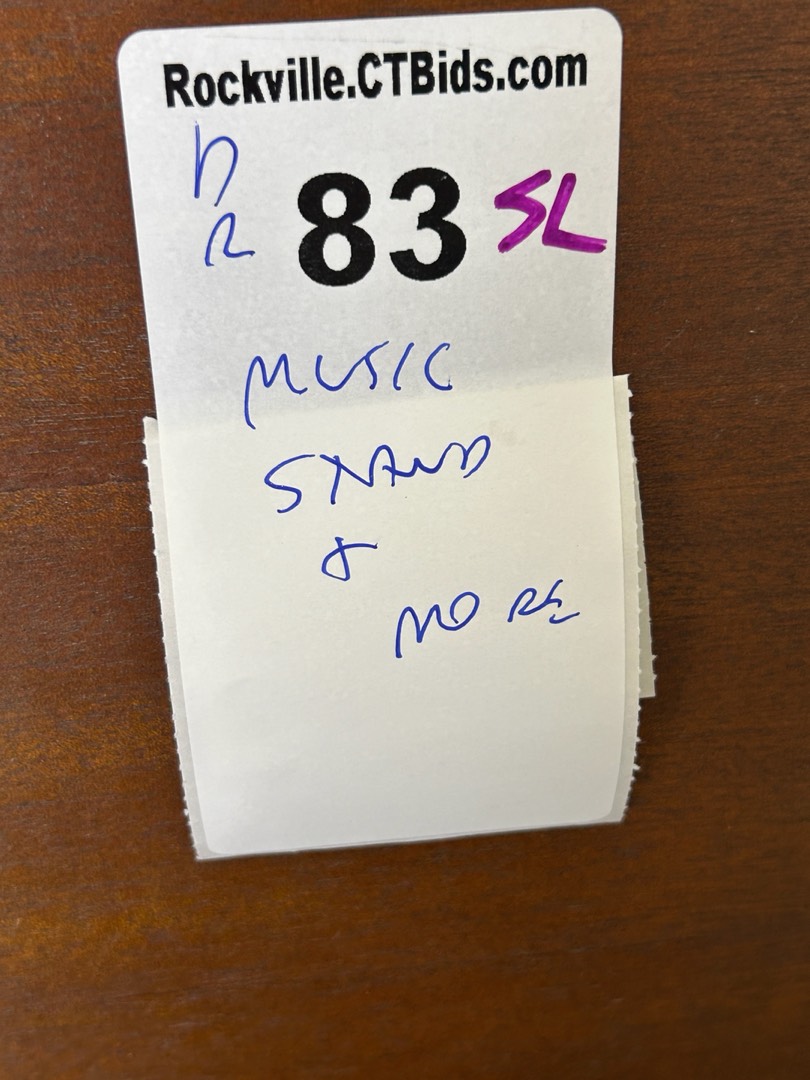 Rockville.CTBids.com
D
R
83 SL
MUSIC
STAND
&
MORE